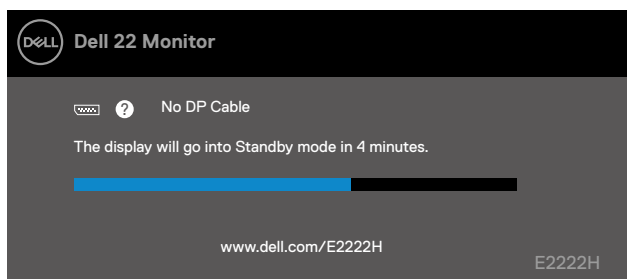 DELL Dell 22 Monitor
? No DP Cable
The display will go into Standby mode in 4 minutes.
www.dell.com/E2222H
E2222H